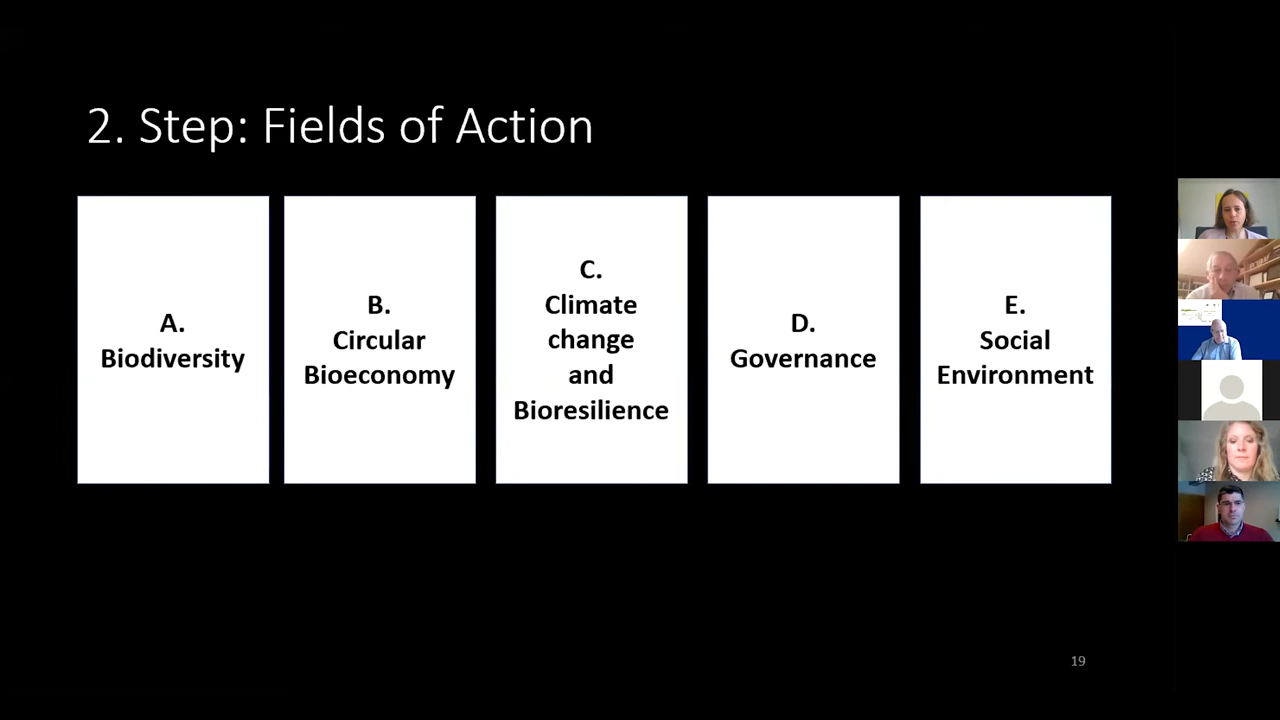 2. Step: Fields of Action
A.
Biodiversity
B.
Circular
Bioeconomy
C.
Climate
change
and
Bioresilience
D.
Governance
E.
Social
Environment
19